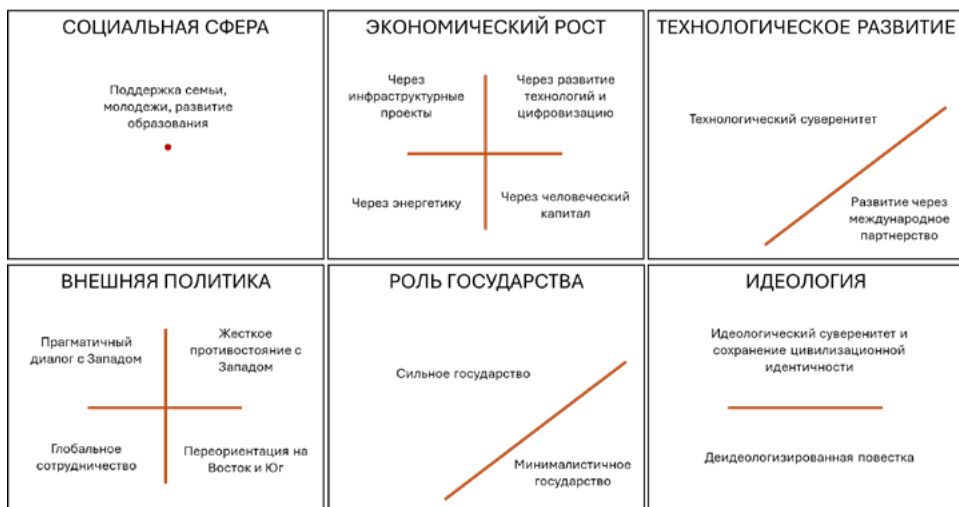 СОЦИАЛЬНАЯ СФЕРА
Поддержка семьи,
молодежи, развитие
образования
ЭКОНОМИЧЕСКИЙ РОСТ
Через
инфраструктурные
проекты
Через развитие
технологий и
цифровизацию
Через энергетику
Через человеческий
капитал
ТЕХНОЛОГИЧЕСКОЕ РАЗВИТИЕ
Технологический суверенитет
Развитие через
международное
партнерство
ВНЕШНЯЯ ПОЛИТИКА
Прагматичный
диалог с Западом
Жесткое
противостояние с
Западом
Глобальное
сотрудничество
Переориентация на
Восток и Юг
РОЛЬ ГОСУДАРСТВА
Сильное государство
Минималистичное
государство
ИДЕОЛОГИЯ
Идеологический суверенитет и
сохранение цивилизационной
идентичности
Деидеологизированная повестка